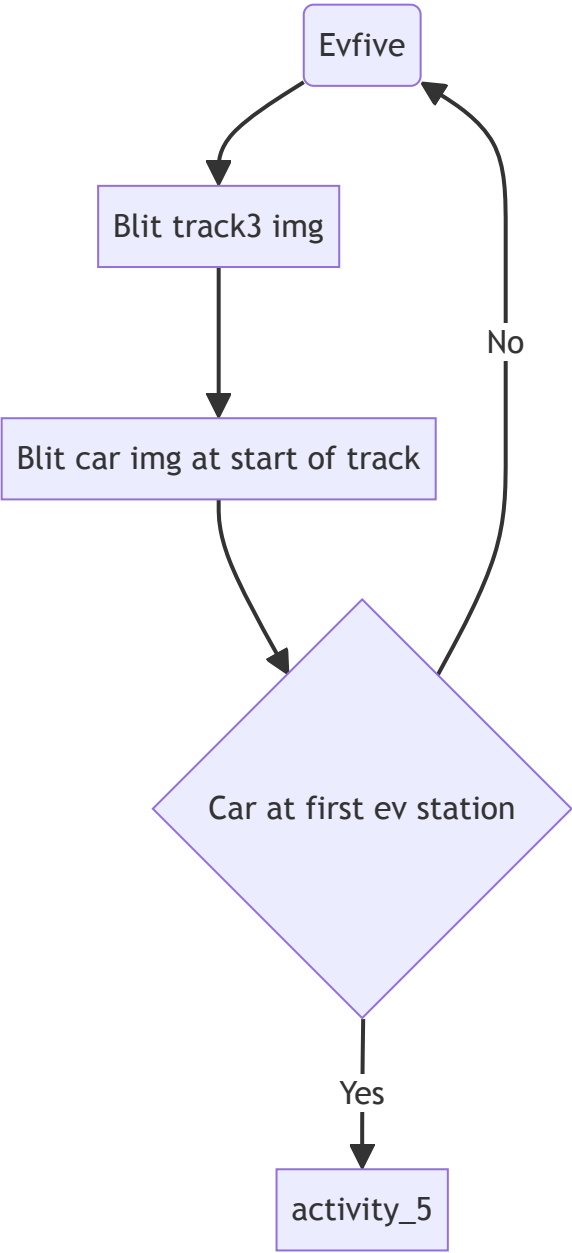 Evfive
Blit track3 img
No
Blit car img at start of track
Car at first ev station
Yes
activity_5